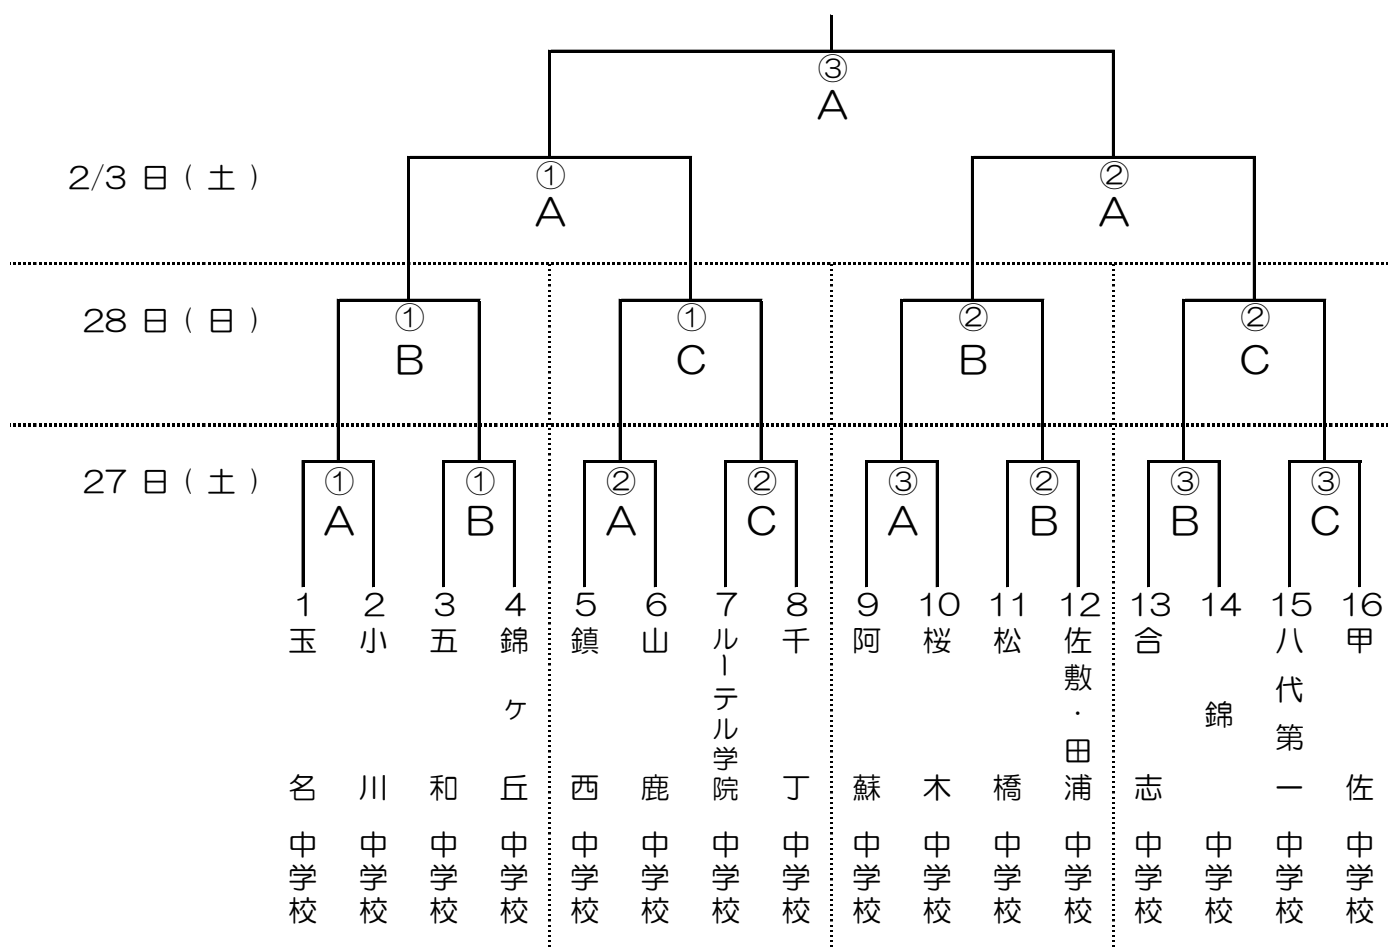 ③
A
2/3 日 ( 土 )
①
A
②
A
28 日 ( 日 )
①
B
①
C
②
B
②
C
27 日 ( 土 )
①
A
①
B
②
A
②
C
③
A
②
B
③
B
③
C
1
玉名中学校
2
小川中学校
3
五和中学校
4
錦ヶ丘中学校
5
鎮西中学校
6
山鹿中学校
7
ルーテル学院中学校
8
千丁中学校
9
阿蘇中学校
10
桜木中学校
11
松橋中学校
12
佐敷・田浦中学校
13
合志中学校
14
錦中学校
15
八代第一中学校
16
甲佐中学校